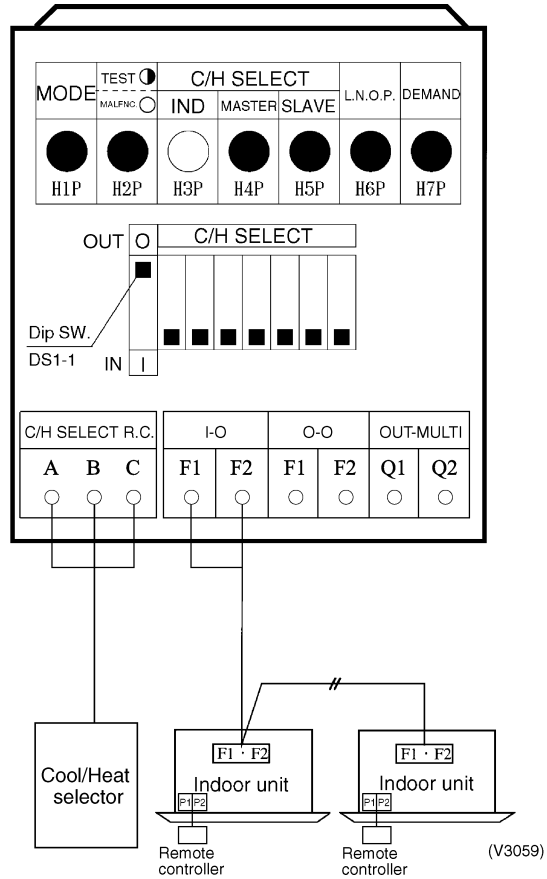 MODE
TEST
MALFNC.
C/H SELECT
IND MASTER SLAVE
L.N.O.P.
DEMAND
H1P H2P H3P H4P H5P H6P H7P
OUT O C/H SELECT
Dip SW.
DS1-1
IN I
C/H SELECT R.C. I-O O-O OUT-MULTI
A B C F1 F2 F1 F2 Q1 Q2
Cool/Heat
selector
F1 · F2
Indoor unit
P1 P2
Remote
controller
F1 · F2
Indoor unit
P1 P2
Remote
controller
(V3059)